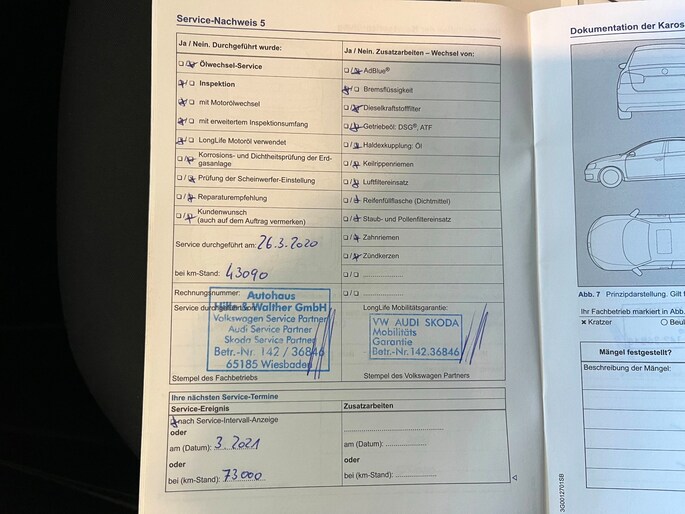 Service-Nachweis 5
Ja / Nein. Durchgeführt wurde:
Ölwechsel-Service
Inspektion
mit Motorölwechsel
mit erweitertem Inspektionsumfang
LongLife Motoröl verwendet
Korrosions- und Dichtheitsprüfung der Erd-
gasanlage
Prüfung der Scheinwerfer-Einstellung
Reparaturempfehlung
Kundenwunsch
(auch auf dem Auftrag vermerken)
Service durchgeführt am: 26.3.2020
bei km-Stand: 43090
Rechnungsnummer:
Service durchgeführt
Autohaus
& Walther GmbH
Volkswagen Service Partner
Audi Service Partner
Skoda Service Partner
Betr.-Nr. 142 / 36846
65185 Wiesbaden
Stempel des Fachbetriebs
Ja / Nein. Zusatzarbeiten – Wechsel von:
AdBlue®
Bremsflüssigkeit
Dieselkraftstofffilter
Getriebeöl: DSG®, ATF
Haldexkupplung: Öl
Keilrippenriemen
Luftfiltereinsatz
Reifenfüllflasche (Dichtmittel)
Staub- und Pollenfiltereinsatz
Zahnriemen
Zündkerzen
LongLife Mobilitätsgarantie:
VW AUDI SKODA
Mobilitäts
Garantie
Betr.-Nr. 142.36846
Stempel des Volkswagen Partners
Ihre nächsten Service-Termine
Service-Ereignis
nach Service-Intervall-Anzeige
oder
am (Datum): 3.2021
oder
bei (km-Stand): 73000
Zusatzarbeiten
oder
am (Datum):
oder
bei (km-Stand):
Dokumentation der Karos
Abb. 7 Prinzipdarstellung. Gilt f
Ihr Fachbetrieb markiert in Abb.
x Kratzer
O Beul
Mängel festgestellt?
Beschreibung der Mängel:
3G0012701SB